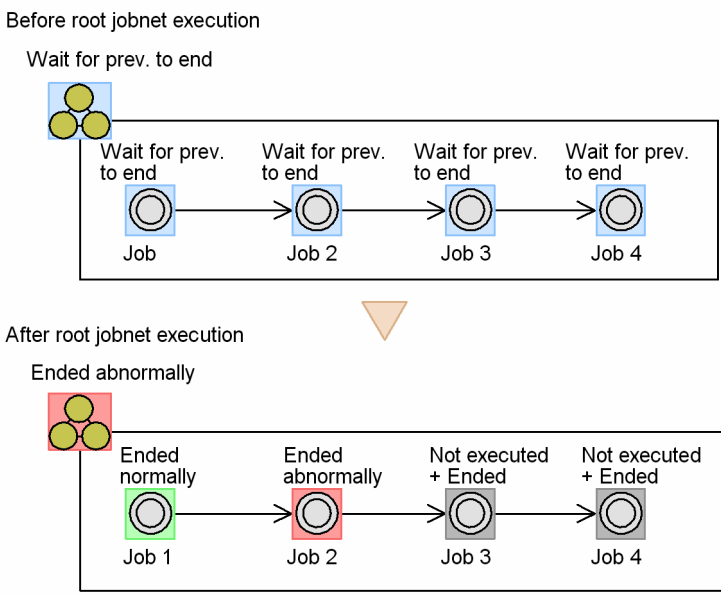 Before root jobnet execution
Wait for prev. to end
Wait for prev. Wait for prev. Wait for prev. Wait for prev.
to end to end to end to end
Job Job 2 Job 3 Job 4
After root jobnet execution
Ended abnormally
Ended Ended Not executed Not executed
normally abnormally + Ended + Ended
Job 1 Job 2 Job 3 Job 4